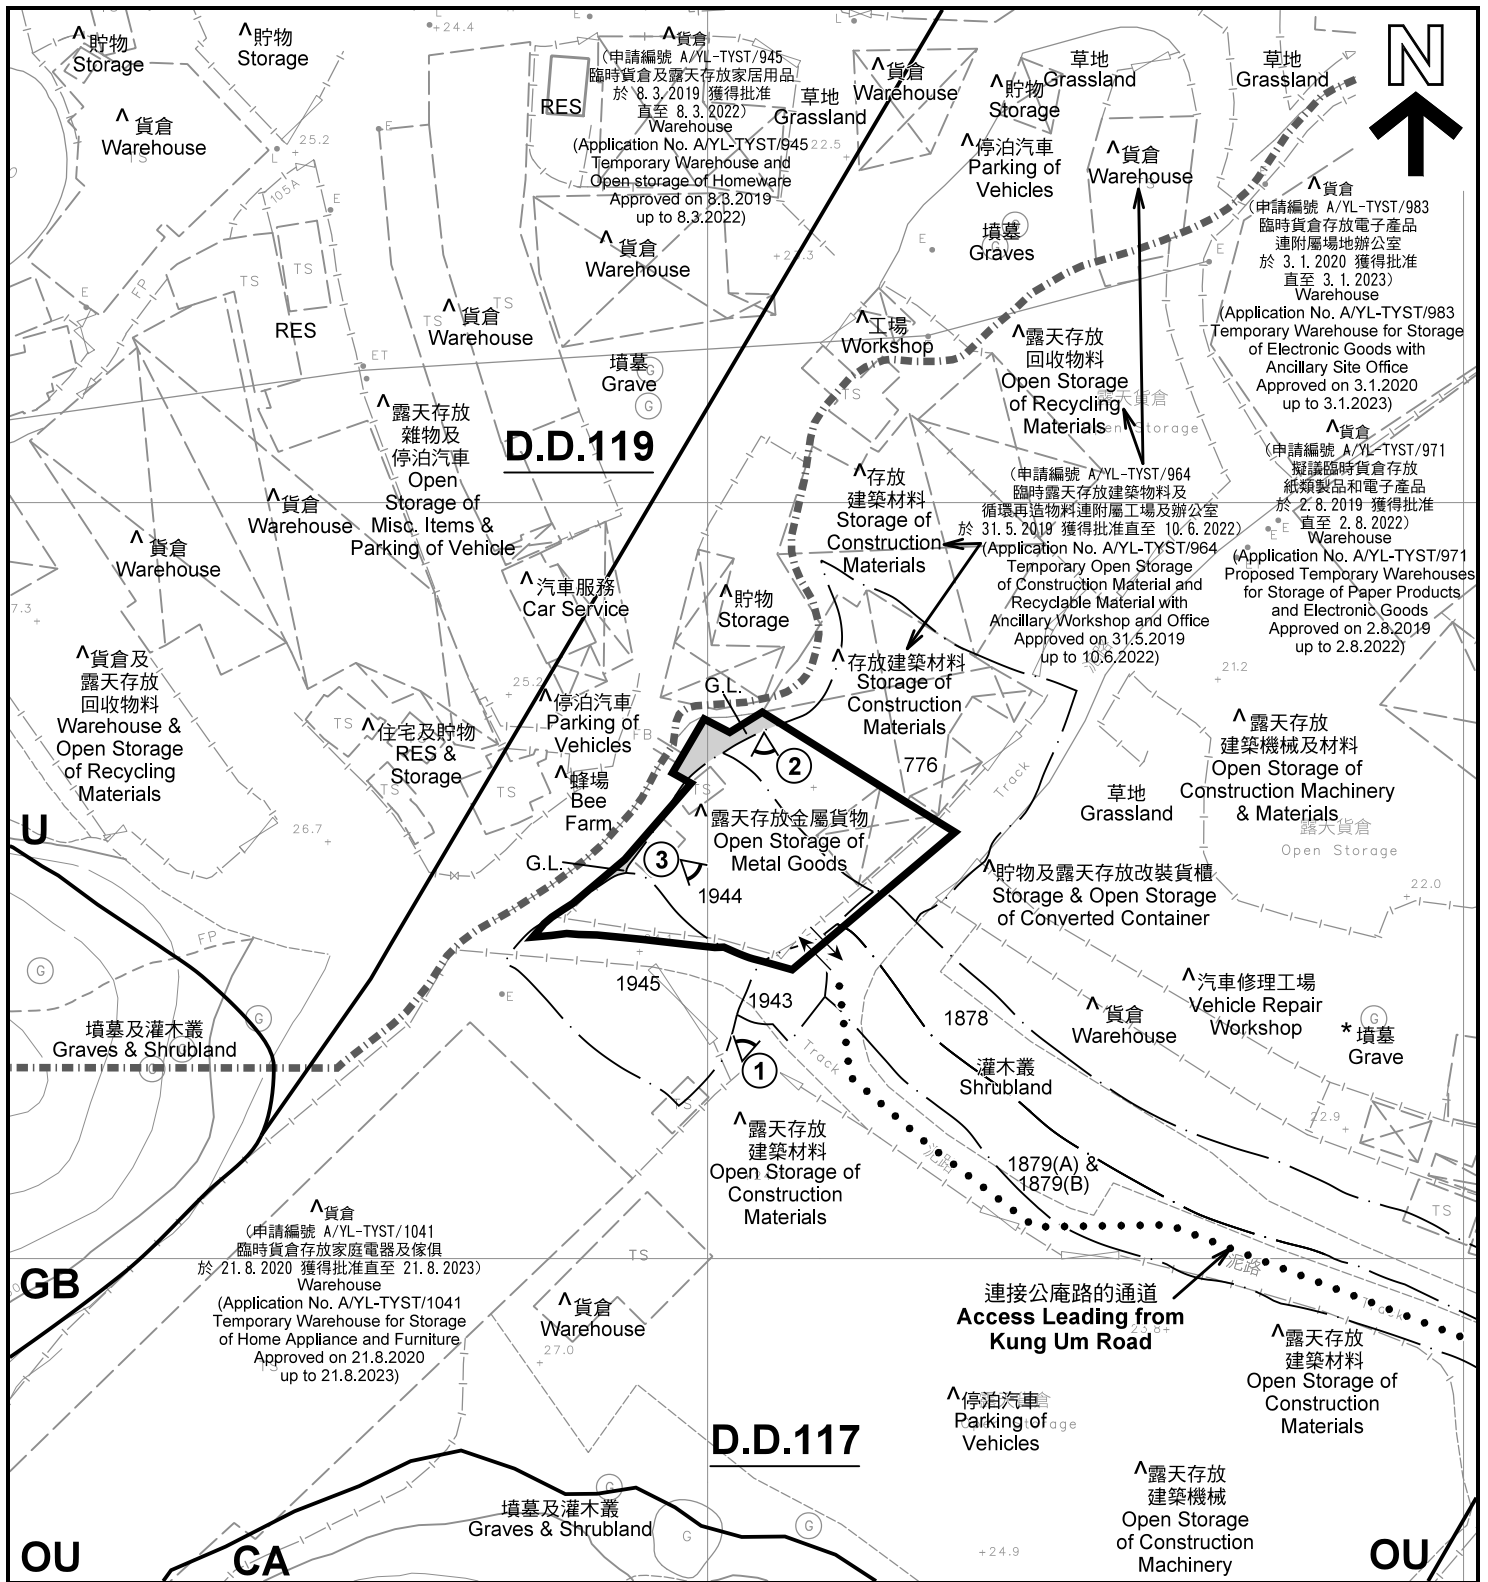 ^貯物
Storage
^貯物
Storage
^貨倉
Warehouse
^貨倉
(申請編號 A/YL-TYST/945
臨時貨倉及露天存放家居用品
於 8.3.2019 獲得批准
直至 8.3.2022)
Warehouse
(Application No. A/YL-TYST/945
Temporary Warehouse and
Open storage of Homeware
Approved on 8.3.2019
up to 8.3.2022)
RES
草地
Grassland
^貨倉
Warehouse
^貯物
Storage
草地
Grassland
草地
Grassland
N
^停泊汽車
Parking of
Vehicles
^貨倉
Warehouse
墳墓
Graves
^貨倉
(申請編號 A/YL-TYST/983
臨時貨倉存放電子產品
連附屬場地辦公室
於 3.1.2020 獲得批准
直至 3.1.2023)
Warehouse
(Application No. A/YL-TYST/983
Temporary Warehouse for Storage
of Electronic Goods with
Ancillary Site Office
Approved on 3.1.2020
up to 3.1.2023)
^貨倉
Warehouse
RES
^貨倉
Warehouse
墳墓
Grave
^工場
Workshop
^露天存放
回收物料
Open Storage
of Recycling
Materials
露天貨倉
Open Storage
D.D.119
^露天存放
雜物及
停泊汽車
Open
Storage of
Misc. Items &
Parking of Vehicle
^貨倉
Warehouse
^貨倉
Warehouse
^存放
建築材料
Storage of
Construction
Materials
(申請編號 A/YL-TYST/964
臨時露天存放建築物料及
循環再造物料連附屬工場及辦公室
於 31.5.2019 獲得批准直至 10.6.2022)
(Application No. A/YL-TYST/964
Temporary Open Storage
of Construction Material and
Recyclable Material with
Ancillary Workshop and Office
Approved on 31.5.2019
up to 10.6.2022)
^貨倉
(申請編號 A/YL-TYST/971
擬議臨時貨倉存放
紙類製品和電子產品
於 2.8.2019 獲得批准
直至 2.8.2022)
Warehouse
(Application No. A/YL-TYST/971
Proposed Temporary Warehouses
for Storage of Paper Products
and Electronic Goods
Approved on 2.8.2019
up to 2.8.2022)
^汽車服務
Car Service
^貯物
Storage
^貨倉及
露天存放
回收物料
Warehouse &
Open Storage
of Recycling
Materials
^存放建築材料
Storage of
Construction
Materials
G.L.
^停泊汽車
Parking of
Vehicles
^住宅及貯物
RES &
Storage
^蜂場
Bee
Farm
2
776
Track
^露天存放
建築機械及材料
Open Storage of
Construction Machinery
& Materials
露天貨倉
Open Storage
草地
Grassland
U
^露天存放金屬貨物
Open Storage of
Metal Goods
3
G.L.
1944
^貯物及露天存放改裝貨櫃
Storage & Open Storage
of Converted Container
1945
1943
1878
^汽車修理工場
Vehicle Repair
Workshop
^貨倉
Warehouse
*墳墓
Grave
墳墓及灌木叢
Graves & Shrubland
1
Track
灌木叢
Shrubland
^露天存放
建築材料
Open Storage of
Construction
Materials
泥路
1879(A) &
1879(B)
GB
^貨倉
(申請編號 A/YL-TYST/1041
臨時貨倉存放家庭電器及傢俱
於 21.8.2020 獲得批准直至 21.8.2023)
Warehouse
(Application No. A/YL-TYST/1041
Temporary Warehouse for Storage
of Home Appliance and Furniture
Approved on 21.8.2020
up to 21.8.2023)
^貨倉
Warehouse
泥路
Track
連接公庵路的通道
Access Leading from
Kung Um Road
^露天存放
建築材料
Open Storage of
Construction
Materials
^停泊汽車
Parking of
Vehicles
D.D.117
^露天存放
建築機械
Open Storage
of Construction
Machinery
墳墓及灌木叢
Graves & Shrubland
OU
CA
OU